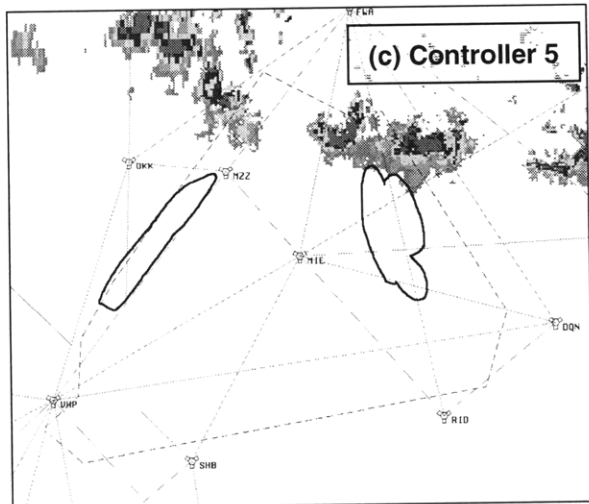 FWA
(c) Controller 5
OKK
MZZ
MIE
DQN
VHP
RID
SHB